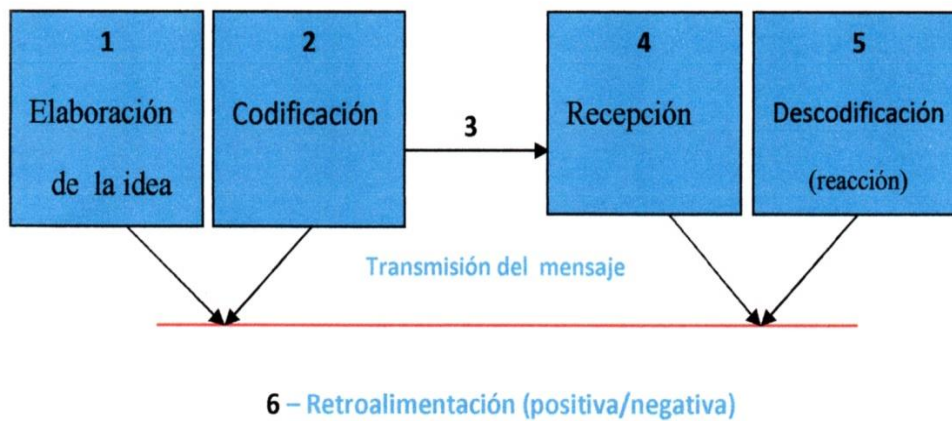 1
Elaboración
de la idea
2
Codificación
3
4
Recepción
5
Descodificación
(reacción)
Transmisión del mensaje
6 – Retroalimentación (positiva/negativa)